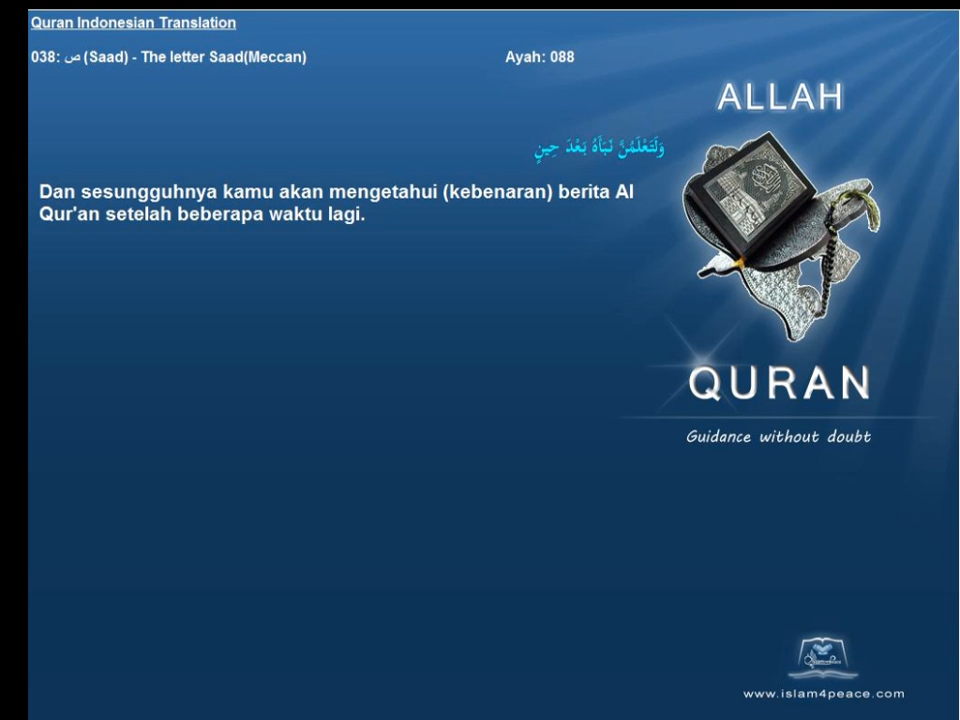 Quran Indonesian Translation
038: ص (Saad) - The letter Saad(Meccan) Ayah: 088
ALLAH
وَلَتَعْلَمُنَّ نَبَأَهُ بَعْدَ حِينٍ
Dan sesungguhnya kamu akan mengetahui (kebenaran) berita Al
Qur'an setelah beberapa waktu lagi.
QURAN
Guidance without doubt
www.islam4peace.com